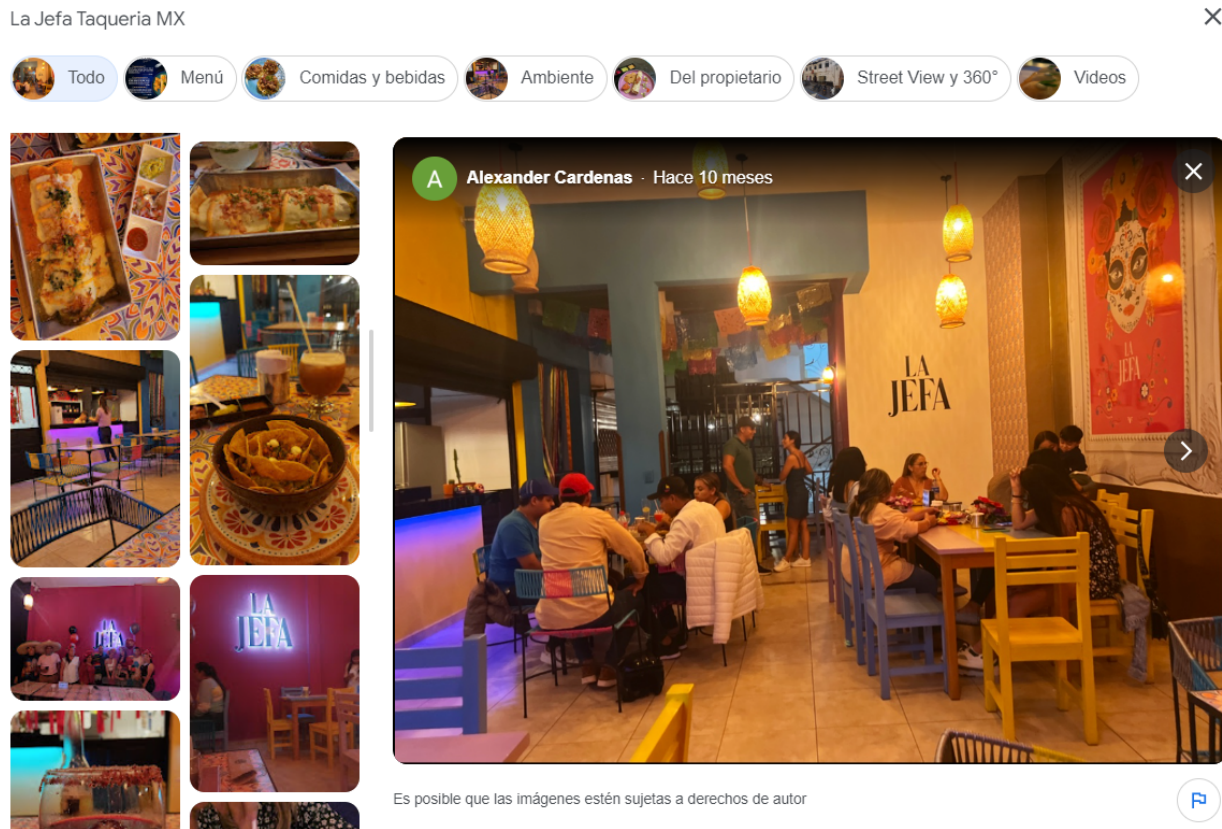 La Jefa Taqueria MX
Todo
Menú
Comidas y bebidas
Ambiente
Del propietario
Street View y 360°
Videos
A
Alexander Cardenas · Hace 10 meses
LA
JEFA
LA
JEFA
LA
JEFA
LA
JEFA
Es posible que las imágenes estén sujetas a derechos de autor